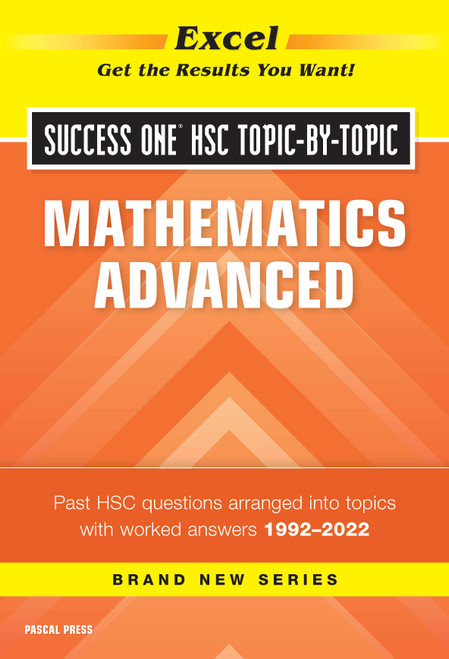 Excel
Get the Results You Want!
SUCCESS ONE® HSC TOPIC-BY-TOPIC
MATHEMATICS
ADVANCED
Past HSC questions arranged into topics
with worked answers 1992–2022
BRAND NEW SERIES
PASCAL PRESS